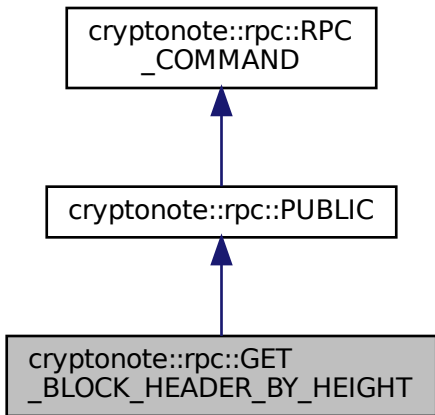 cryptonote::rpc::RPC
_COMMAND
cryptonote::rpc::PUBLIC
cryptonote::rpc::GET
_BLOCK_HEADER_BY_HEIGHT